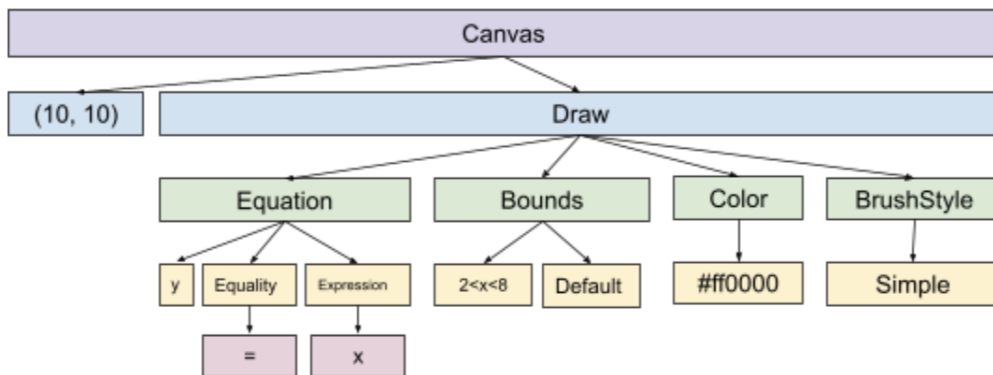 Canvas
(10, 10)
Draw
Equation
Bounds
Color
BrushStyle
y
Equality
Expression
2<x<8
Default
#ff0000
Simple
=
x